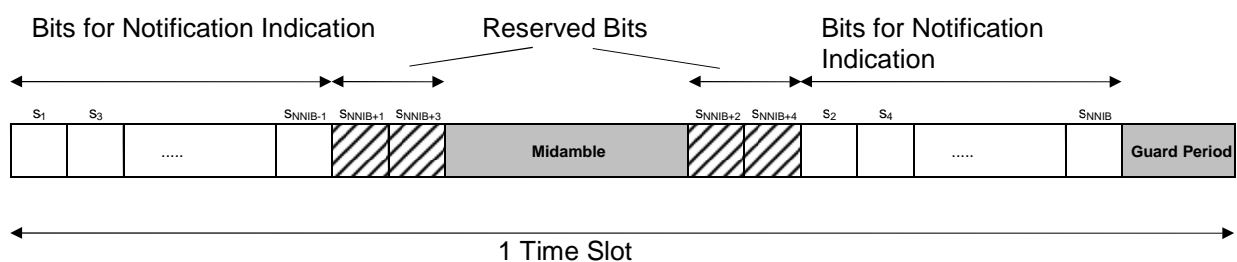 Bits for Notification Indication
Reserved Bits
Bits for Notification
Indication
s1 s3 sNNIB-1 sNNIB+1 sNNIB+3 sNNIB+2 sNNIB+4 s2 s4 sNNIB
..... Midamble ..... Guard Period
1 Time Slot